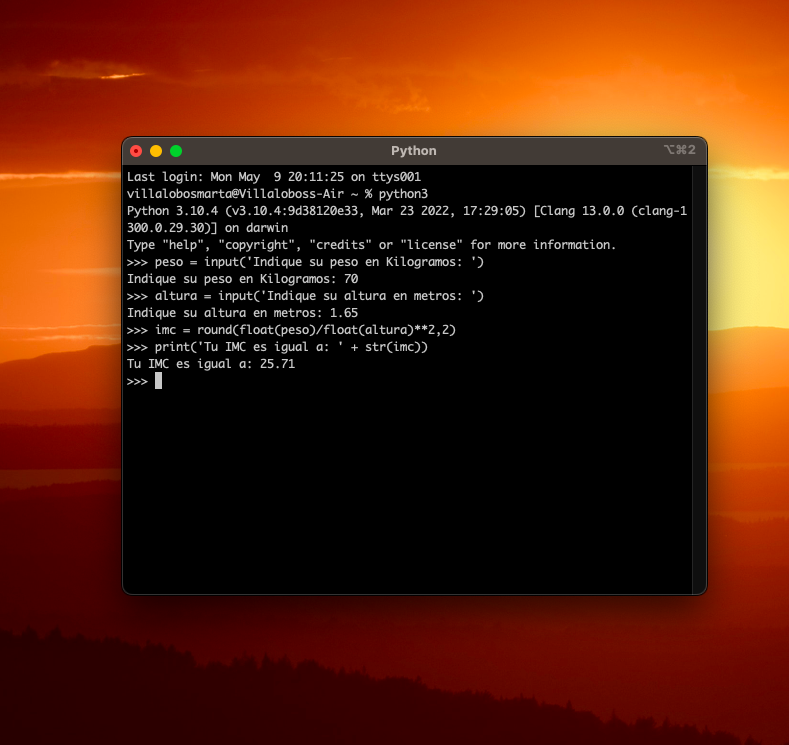 Python
⌥⌘2
Last login: Mon May  9 20:11:25 on ttys001
villalobosmarta@Villaloboss-Air ~ % python3
Python 3.10.4 (v3.10.4:9d38120e33, Mar 23 2022, 17:29:05) [Clang 13.0.0 (clang-1
300.0.29.30)] on darwin
Type "help", "copyright", "credits" or "license" for more information.
>>> peso = input('Indique su peso en Kilogramos: ')
Indique su peso en Kilogramos: 70
>>> altura = input('Indique su altura en metros: ')
Indique su altura en metros: 1.65
>>> imc = round(float(peso)/float(altura)**2,2)
>>> print('Tu IMC es igual a: ' + str(imc))
Tu IMC es igual a: 25.71
>>>